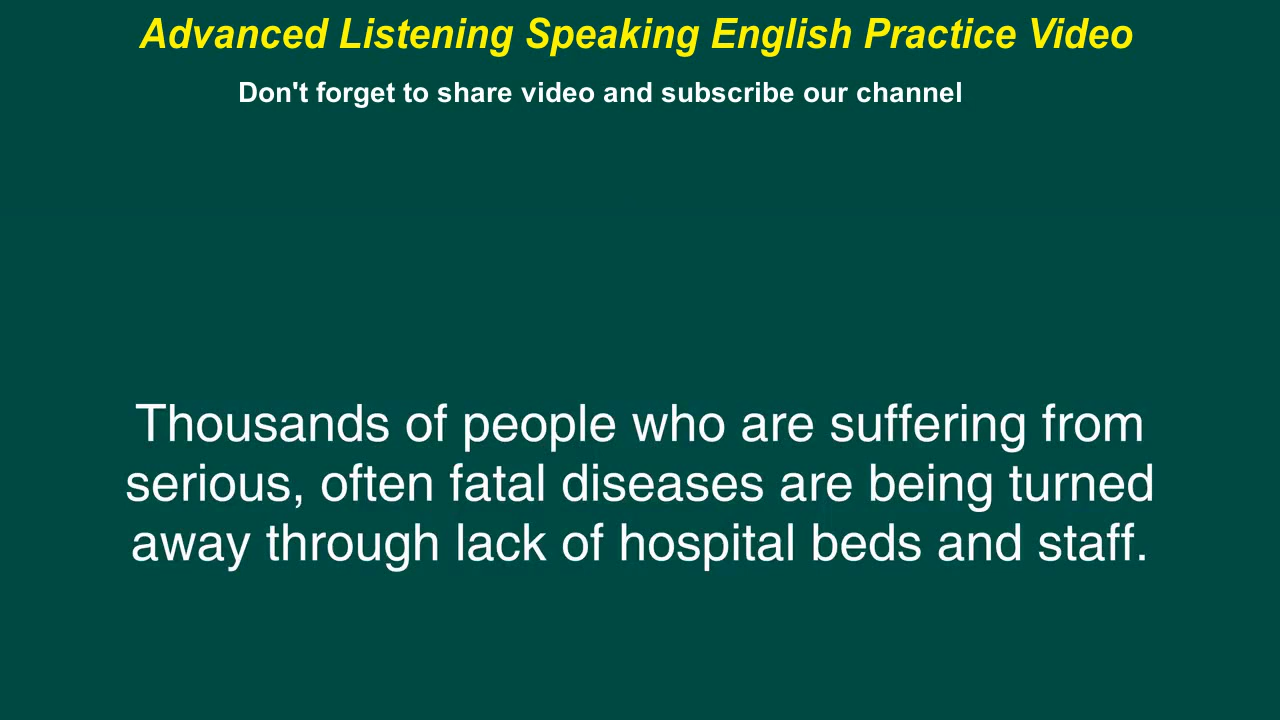 Advanced Listening Speaking English Practice Video
Don't forget to share video and subscribe our channel
Thousands of people who are suffering from
serious, often fatal diseases are being turned
away through lack of hospital beds and staff.